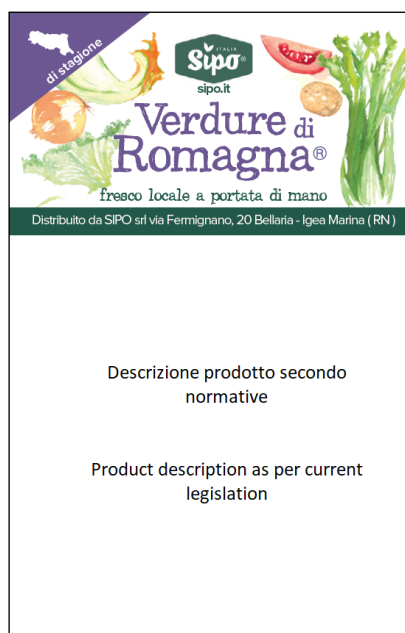 di stagione
ITALIA
Sipo®
sipo.it
Verdure di
Romagna®
fresco locale a portata di mano
Distribuito da SIPO srl via Fermignano, 20 Bellaria - Igea Marina ( RN )
Descrizione prodotto secondo
normative
Product description as per current
legislation